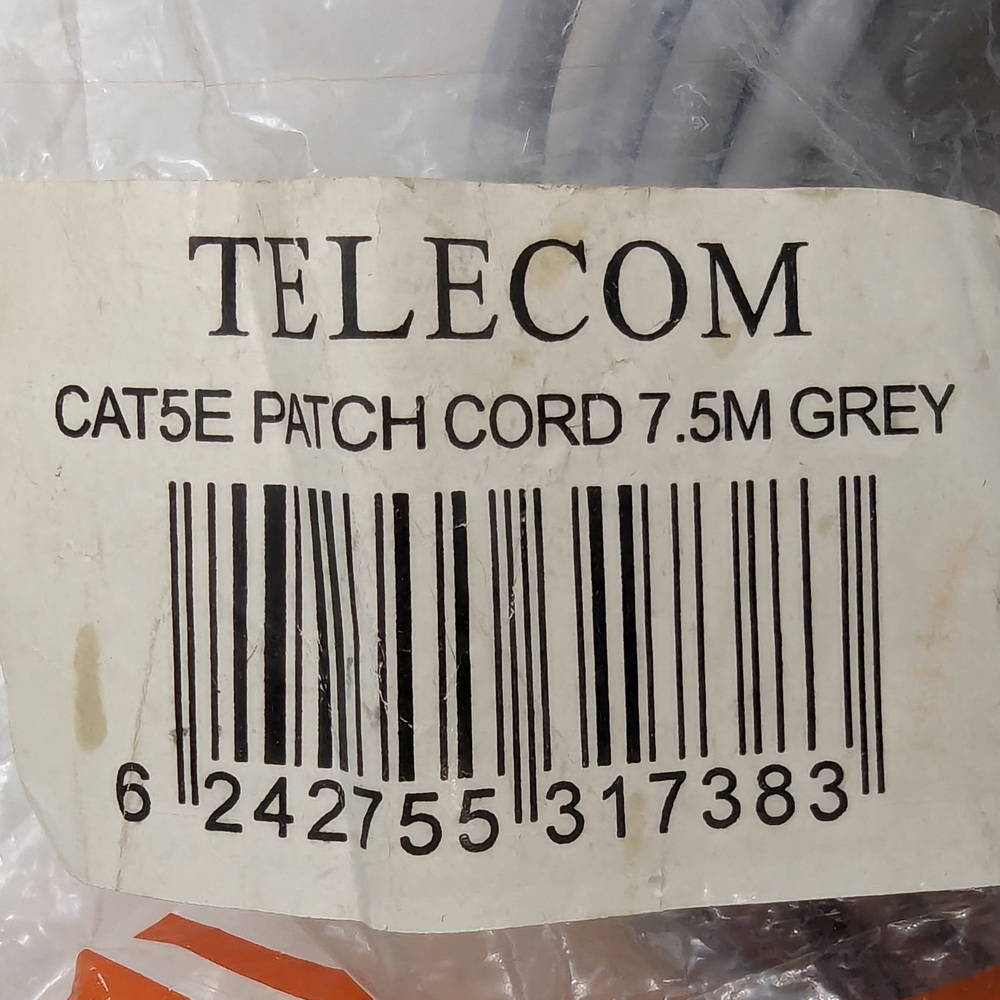 TELECOM
CAT5E PATCH CORD 7.5M GREY
6 242755 317383